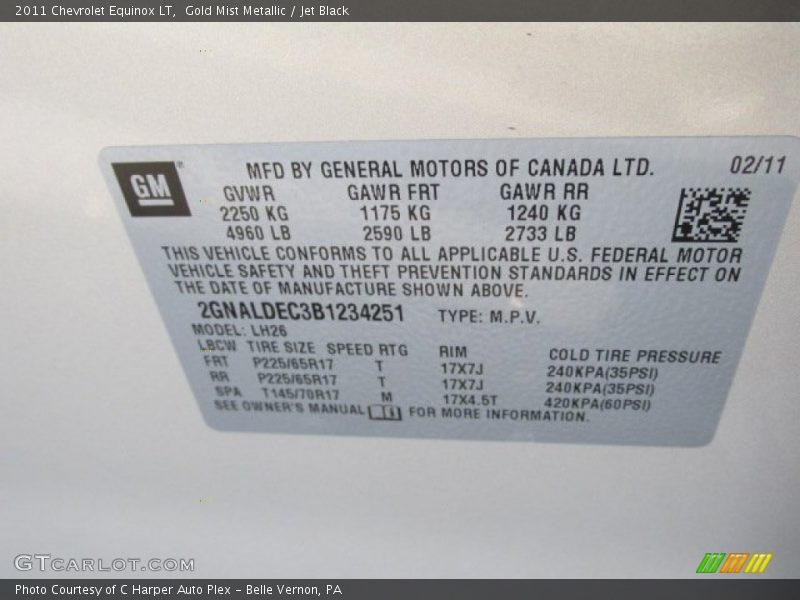 2011 Chevrolet Equinox LT, Gold Mist Metallic / Jet Black
GM
MFD BY GENERAL MOTORS OF CANADA LTD. 02/11
GVWR GAWR FRT GAWR RR
2250 KG 1175 KG 1240 KG
4960 LB 2590 LB 2733 LB
THIS VEHICLE CONFORMS TO ALL APPLICABLE U.S. FEDERAL MOTOR
VEHICLE SAFETY AND THEFT PREVENTION STANDARDS IN EFFECT ON
THE DATE OF MANUFACTURE SHOWN ABOVE.
2GNALDEC3B1234251 TYPE: M.P.V.
MODEL: LH26
LBCW TIRE SIZE SPEED RTG RIM COLD TIRE PRESSURE
FRT P225/65R17 T 17X7J 240KPA(35PSI)
RR P225/65R17 T 17X7J 240KPA(35PSI)
SPA T145/70R17 M 17X4.5T 420KPA(60PSI)
SEE OWNER'S MANUAL FOR MORE INFORMATION.
GTCARLOT.COM
Photo Courtesy of C Harper Auto Plex - Belle Vernon, PA